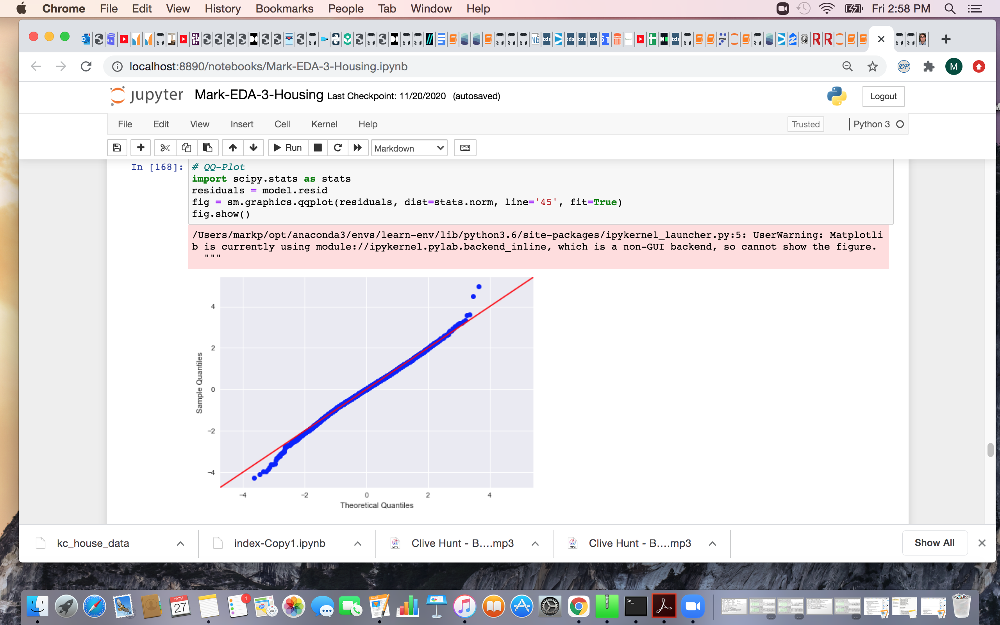 Chrome File Edit View History Bookmarks People Tab Window Help Fri 2:58 PM
localhost:8890/notebooks/Mark-EDA-3-Housing.ipynb M
jupyter Mark-EDA-3-Housing Last Checkpoint: 11/20/2020 (autosaved) Logout
File Edit View Insert Cell Kernel Help Trusted Python 3
Run Markdown
In [168]: # QQ-Plot
import scipy.stats as stats
residuals = model.resid
fig = sm.graphics.qqplot(residuals, dist=stats.norm, line='45', fit=True)
fig.show()
/Users/markp/opt/anaconda3/envs/learn-env/lib/python3.6/site-packages/ipykernel_launcher.py:5: UserWarning: Matplotli
b is currently using module://ipykernel.pylab.backend_inline, which is a non-GUI backend, so cannot show the figure.
"""
4
2
0
−2
−4
Sample Quantiles
−4 −2 0 2 4
Theoretical Quantiles
kc_house_data index-Copy1.ipynb Clive Hunt - B....mp3 Clive Hunt - B....mp3 Show All
NOV
27
1
PAGES